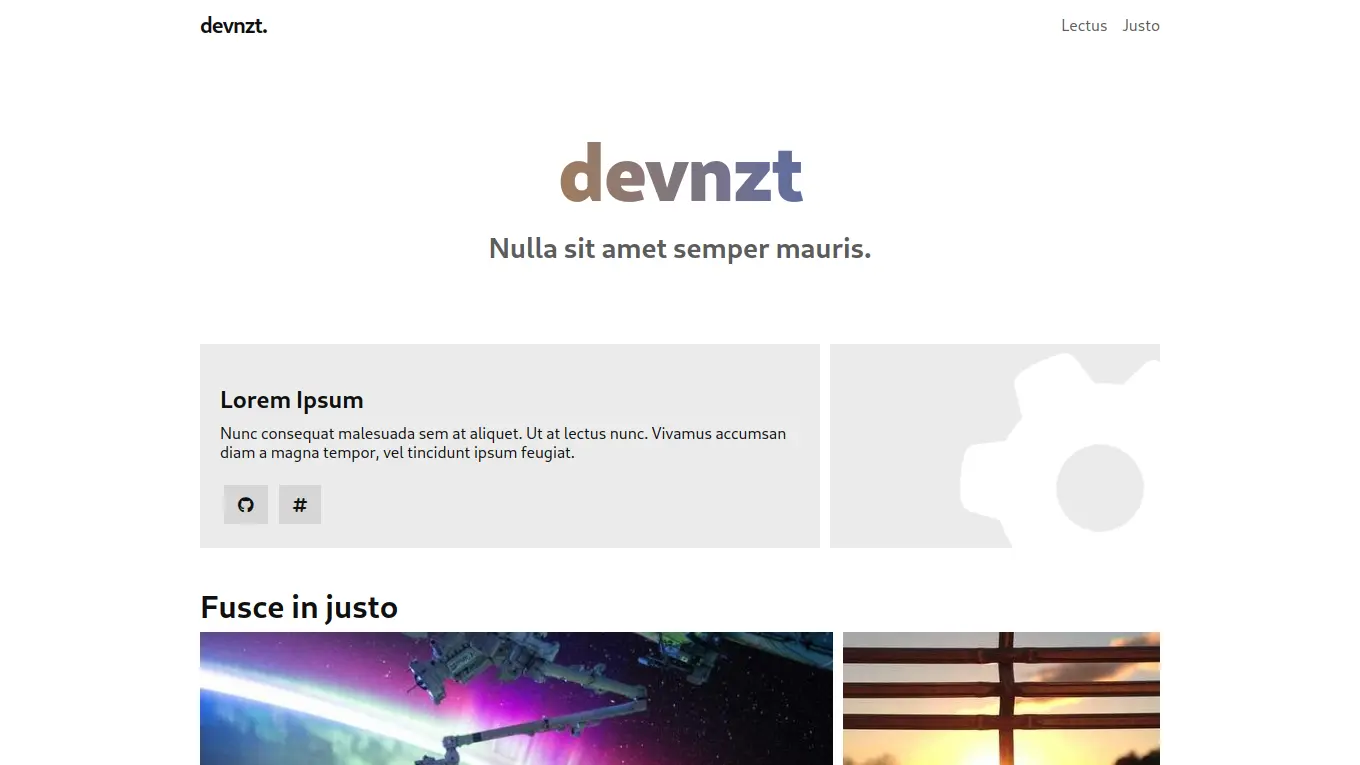 devnzt.
Lectus Justo
devnzt
Nulla sit amet semper mauris.
Lorem Ipsum
Nunc consequat malesuada sem at aliquet. Ut at lectus nunc. Vivamus accumsan
diam a magna tempor, vel tincidunt ipsum feugiat.
#
Fusce in justo